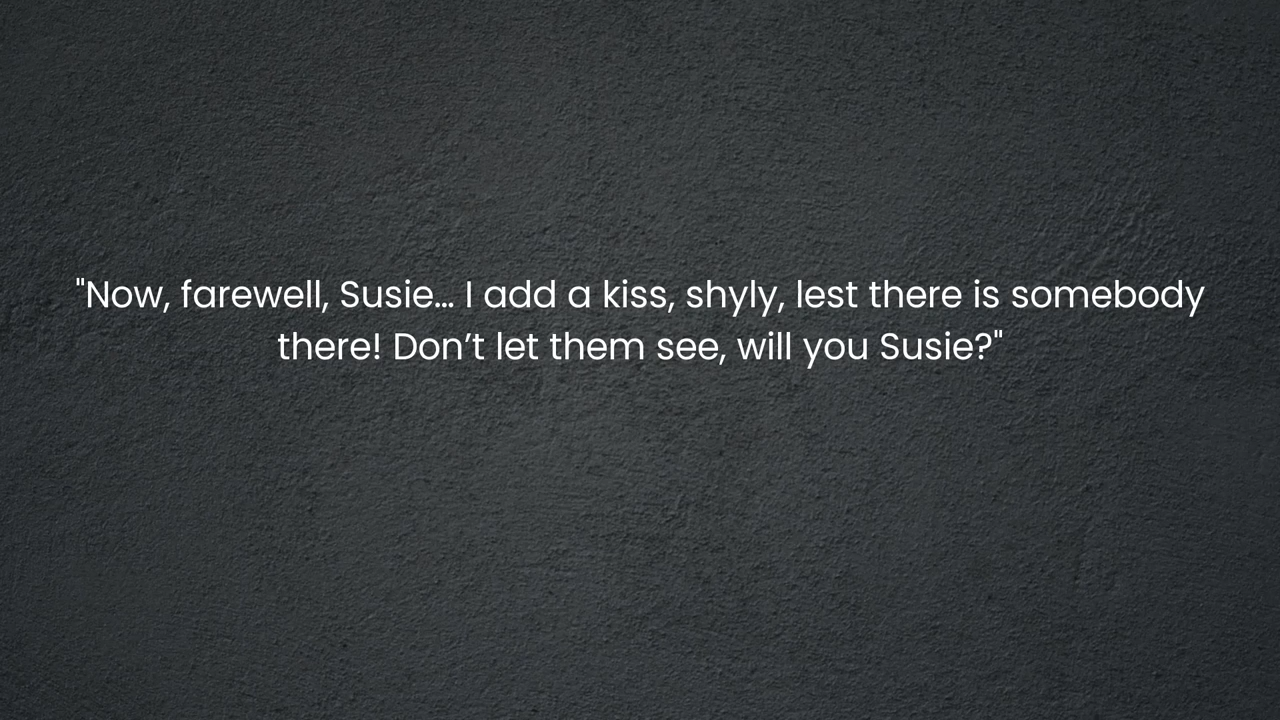 "Now, farewell, Susie… I add a kiss, shyly, lest there is somebody
there! Don’t let them see, will you Susie?"